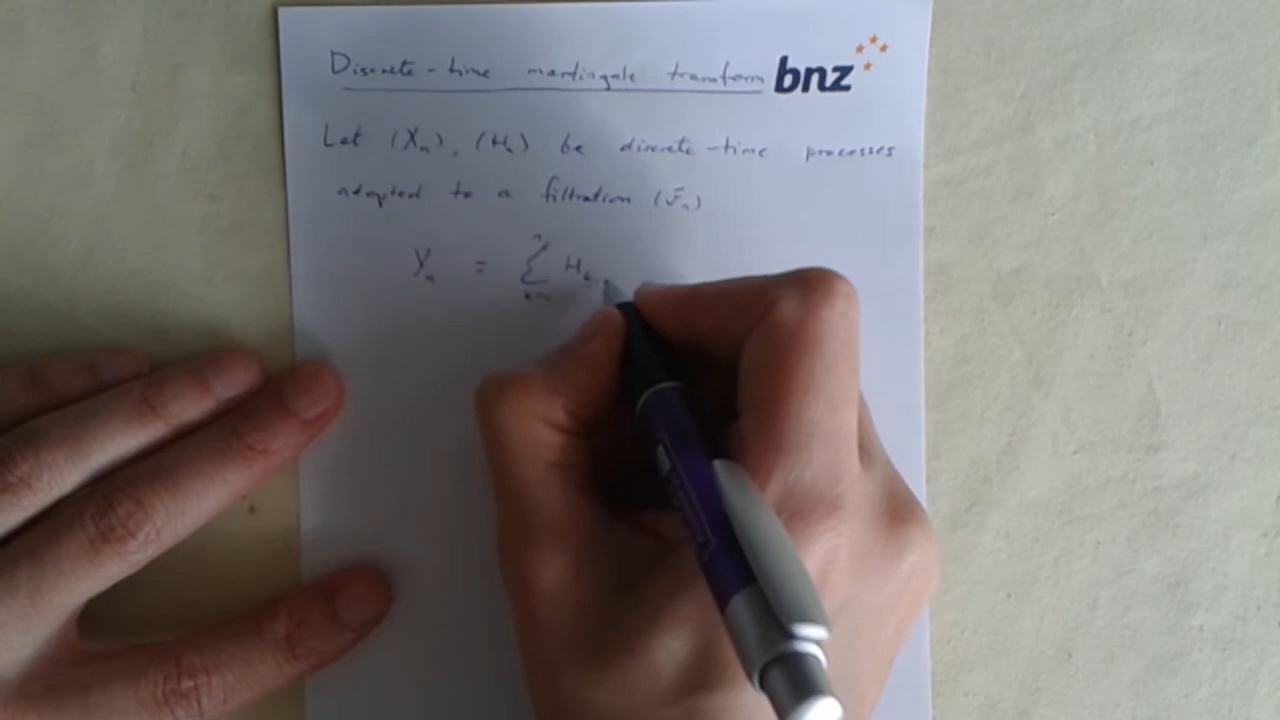 Discrete-time martingale transform
bnz
Let (Xₙ), (Hₙ) be discrete-time processes
adapted to a filtration (ℱₙ)
Yₙ = ∑ⁿ Hₖ